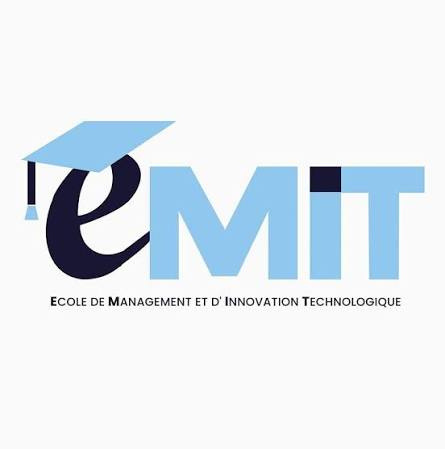 eMiT
ECOLE DE MANAGEMENT ET D' INNOVATION TECHNOLOGIQUE